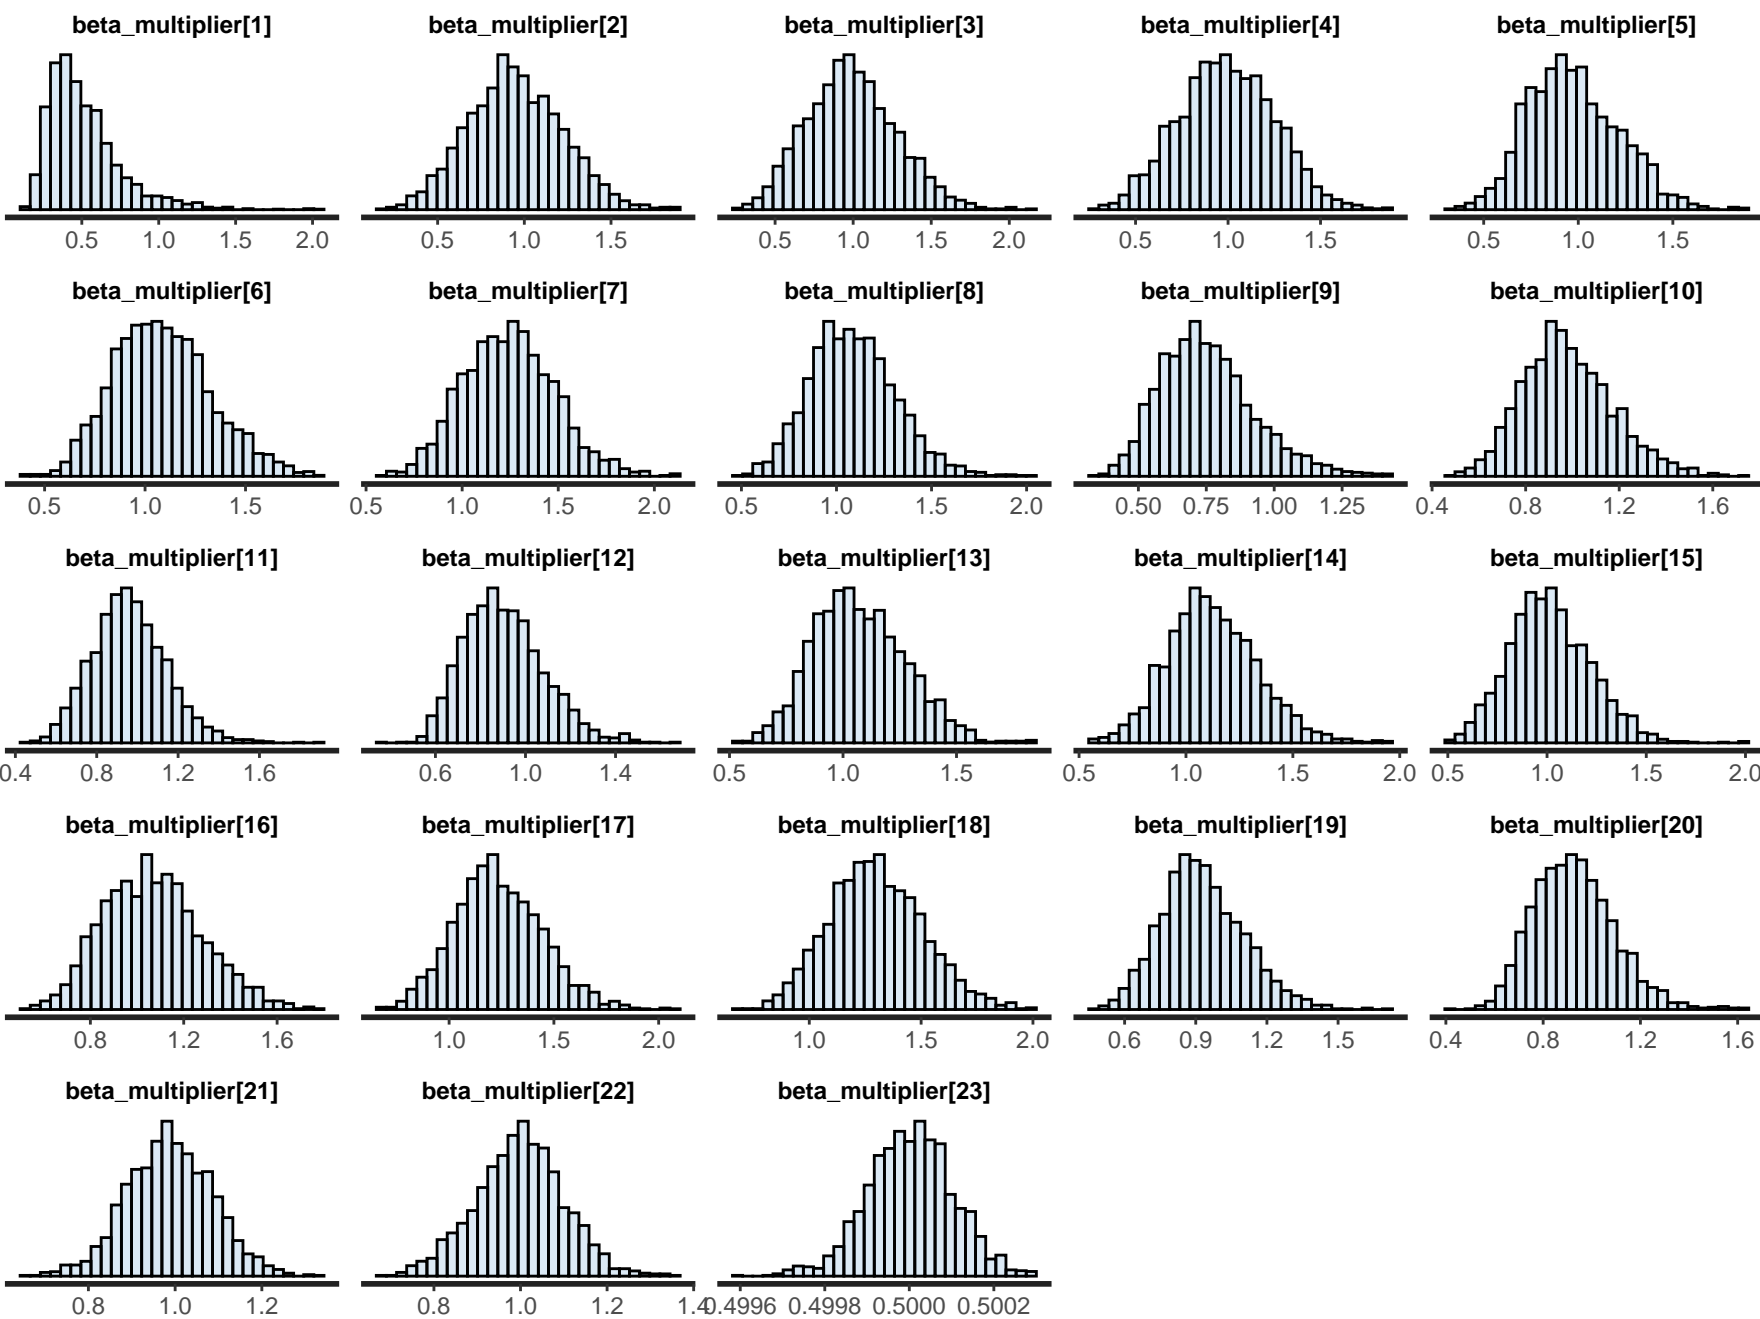 beta_multiplier[1] beta_multiplier[2] beta_multiplier[3] beta_multiplier[4] beta_multiplier[5]
0.5 1.0 1.5 2.0 0.5 1.0 1.5 0.5 1.0 1.5 2.0 0.5 1.0 1.5 0.5 1.0 1.5
beta_multiplier[6] beta_multiplier[7] beta_multiplier[8] beta_multiplier[9] beta_multiplier[10]
0.5 1.0 1.5 0.5 1.0 1.5 2.0 0.5 1.0 1.5 2.0 0.50 0.75 1.00 1.25 0.4 0.8 1.2 1.6
beta_multiplier[11] beta_multiplier[12] beta_multiplier[13] beta_multiplier[14] beta_multiplier[15]
0.4 0.8 1.2 1.6 0.6 1.0 1.4 0.5 1.0 1.5 0.5 1.0 1.5 2.0 0.5 1.0 1.5 2.0
beta_multiplier[16] beta_multiplier[17] beta_multiplier[18] beta_multiplier[19] beta_multiplier[20]
0.8 1.2 1.6 1.0 1.5 2.0 1.0 1.5 2.0 0.6 0.9 1.2 1.5 0.4 0.8 1.2 1.6
beta_multiplier[21] beta_multiplier[22] beta_multiplier[23]
0.8 1.0 1.2 0.8 1.0 1.2 1.4 0.4996 0.4998 0.5000 0.5002